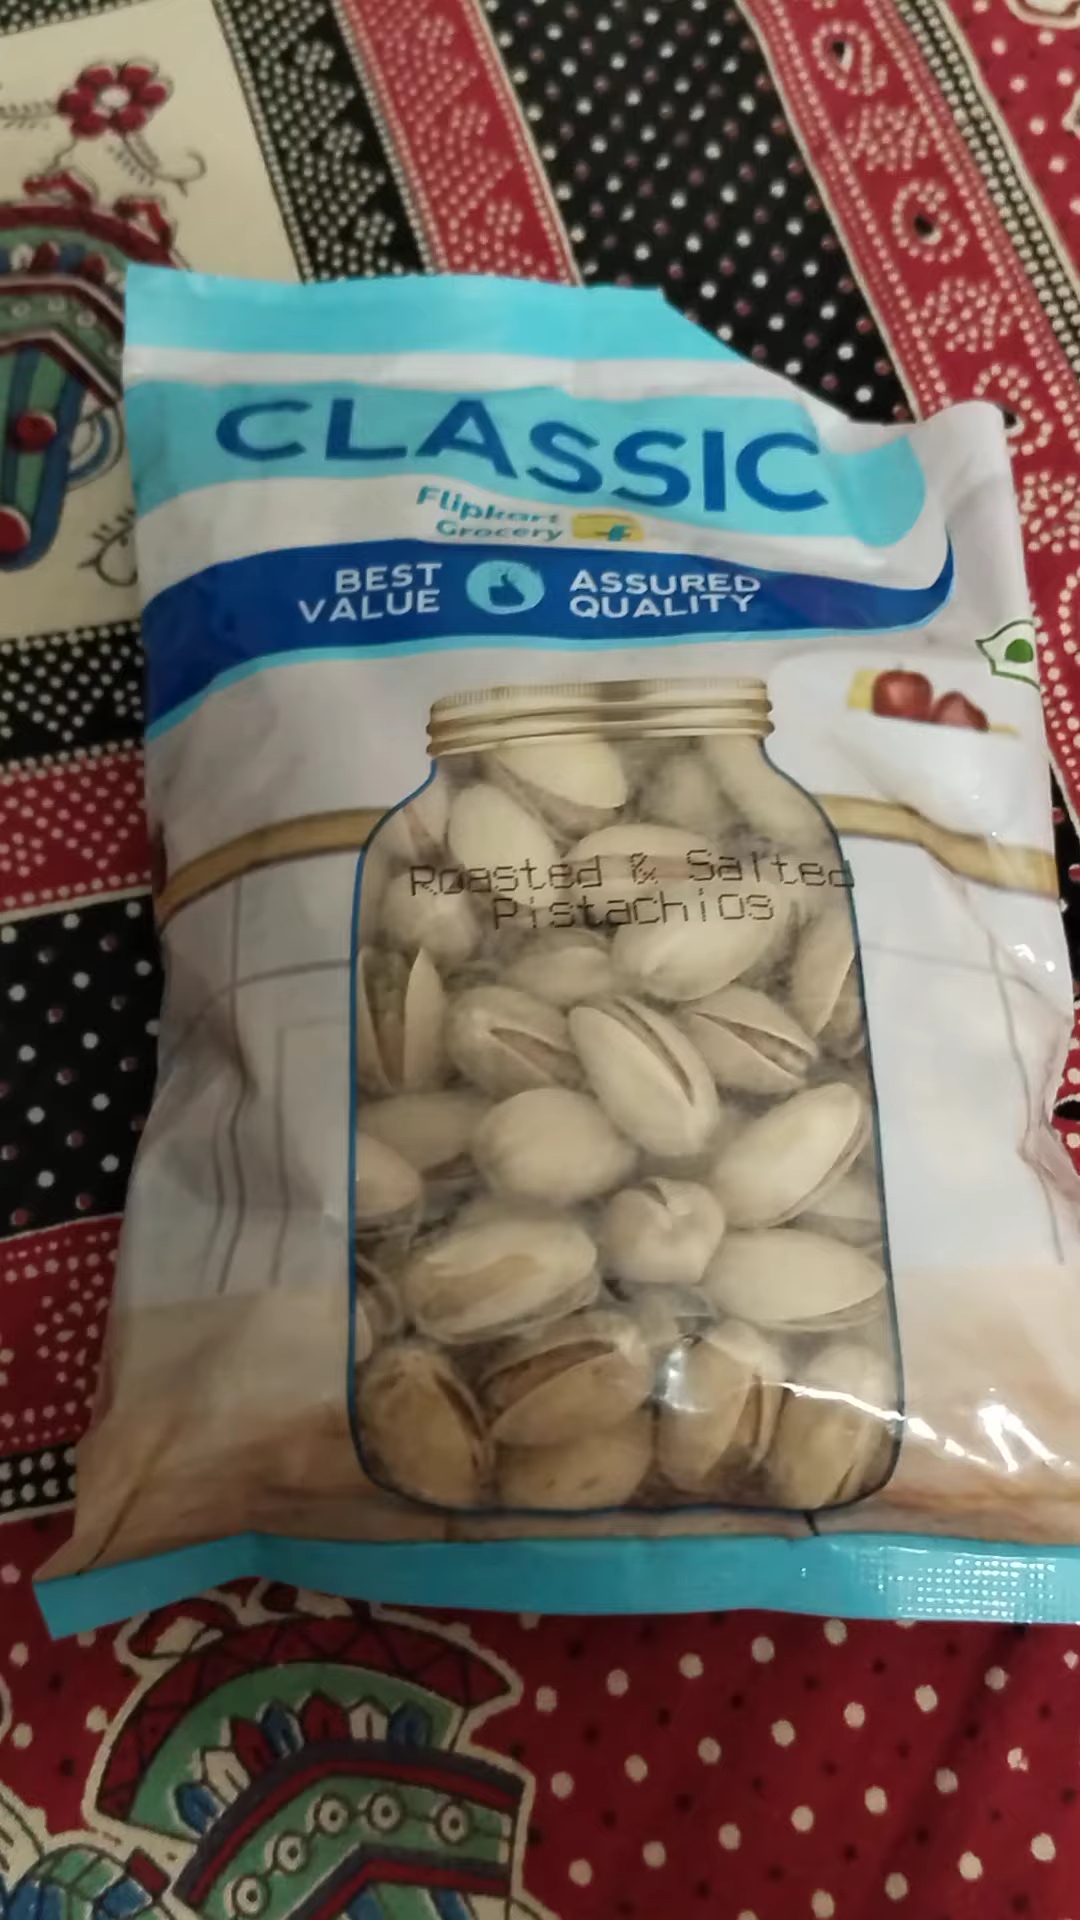 CLASSIC
Flipkart
Grocery
BEST
VALUE
ASSURED
QUALITY
Roasted & Salted
Pistachios